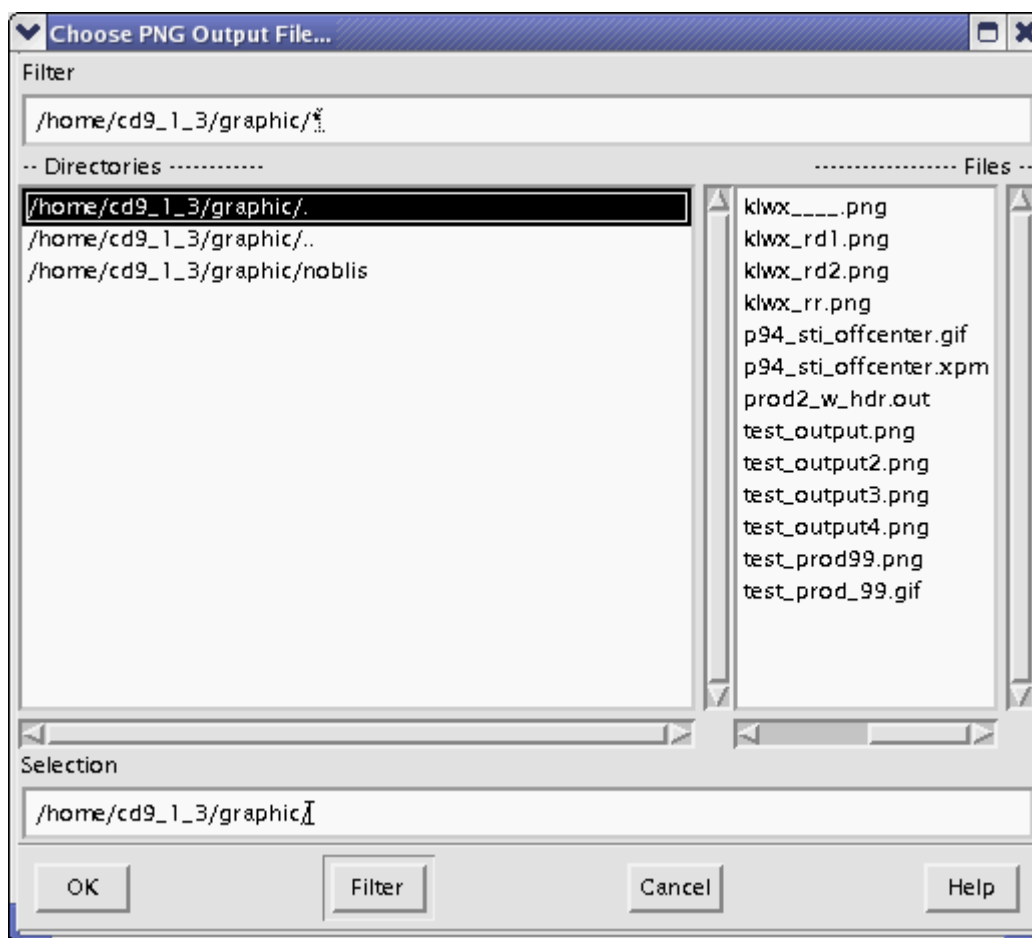 Choose PNG Output File...
Filter
/home/cd9_1_3/graphic/*
-- Directories ------------
/home/cd9_1_3/graphic/.
/home/cd9_1_3/graphic/..
/home/cd9_1_3/graphic/noblis
----------------- Files --
klwx____.png
klwx_rd1.png
klwx_rd2.png
klwx_rr.png
p94_sti_offcenter.gif
p94_sti_offcenter.xpm
prod2_w_hdr.out
test_output.png
test_output2.png
test_output3.png
test_output4.png
test_prod99.png
test_prod_99.gif
Selection
/home/cd9_1_3/graphic/
OK
Filter
Cancel
Help